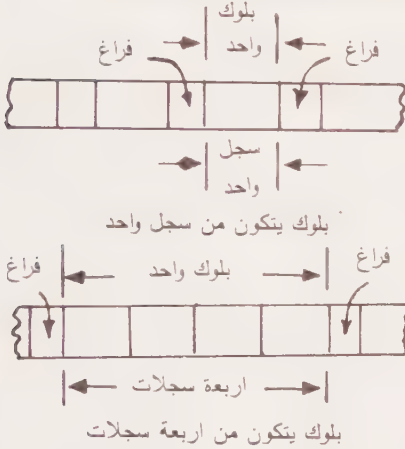 بلوك
واحد
فراغ
فراغ
سجل
واحد
بلوك يتكون من سجل واحد
فراغ
بلوك واحد
فراغ
اربعة سجلات
بلوك يتكون من اربعة سجلات